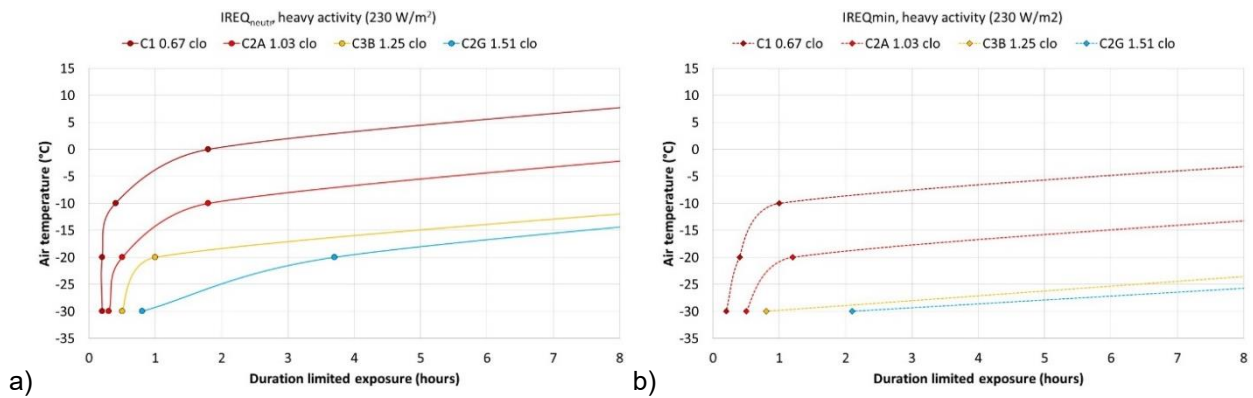 IREQneutr, heavy activity (230 W/m²)
C1 0.67 clo C2A 1.03 clo C3B 1.25 clo C2G 1.51 clo
Air temperature (°C)
15
10
5
0
-5
-10
-15
-20
-25
-30
-35
0 1 2 3 4 5 6 7 8
Duration limited exposure (hours)
a)
IREQmin, heavy activity (230 W/m2)
C1 0.67 clo C2A 1.03 clo C3B 1.25 clo C2G 1.51 clo
Air temperature (°C)
15
10
5
0
-5
-10
-15
-20
-25
-30
-35
0 1 2 3 4 5 6 7 8
Duration limited exposure (hours)
b)